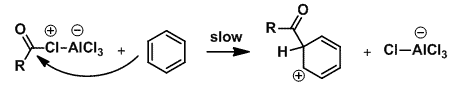 O ⊕ ⊖
Cl–AlCl₃ + slow R O + Cl–AlCl₃ ⊖
R H
⊕